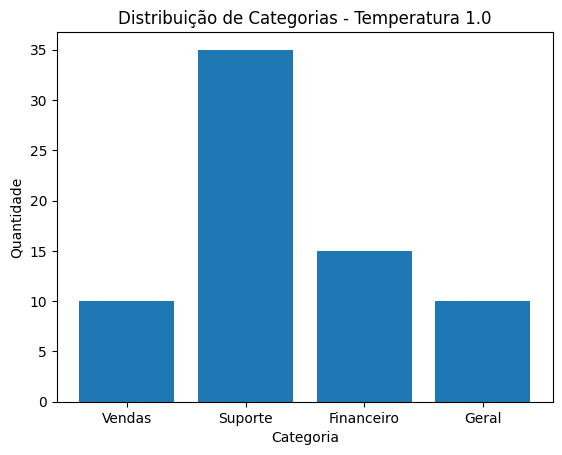 Distribuição de Categorias - Temperatura 1.0
Quantidade
35
30
25
20
15
10
5
0
Vendas Suporte Financeiro Geral
Categoria